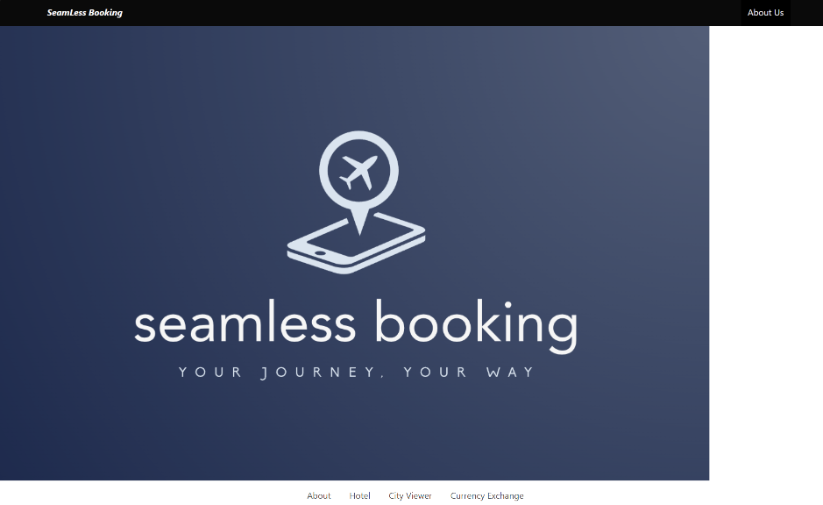 SeamLess Booking About Us
seamless booking
YOUR JOURNEY, YOUR WAY
About Hotel City Viewer Currency Exchange